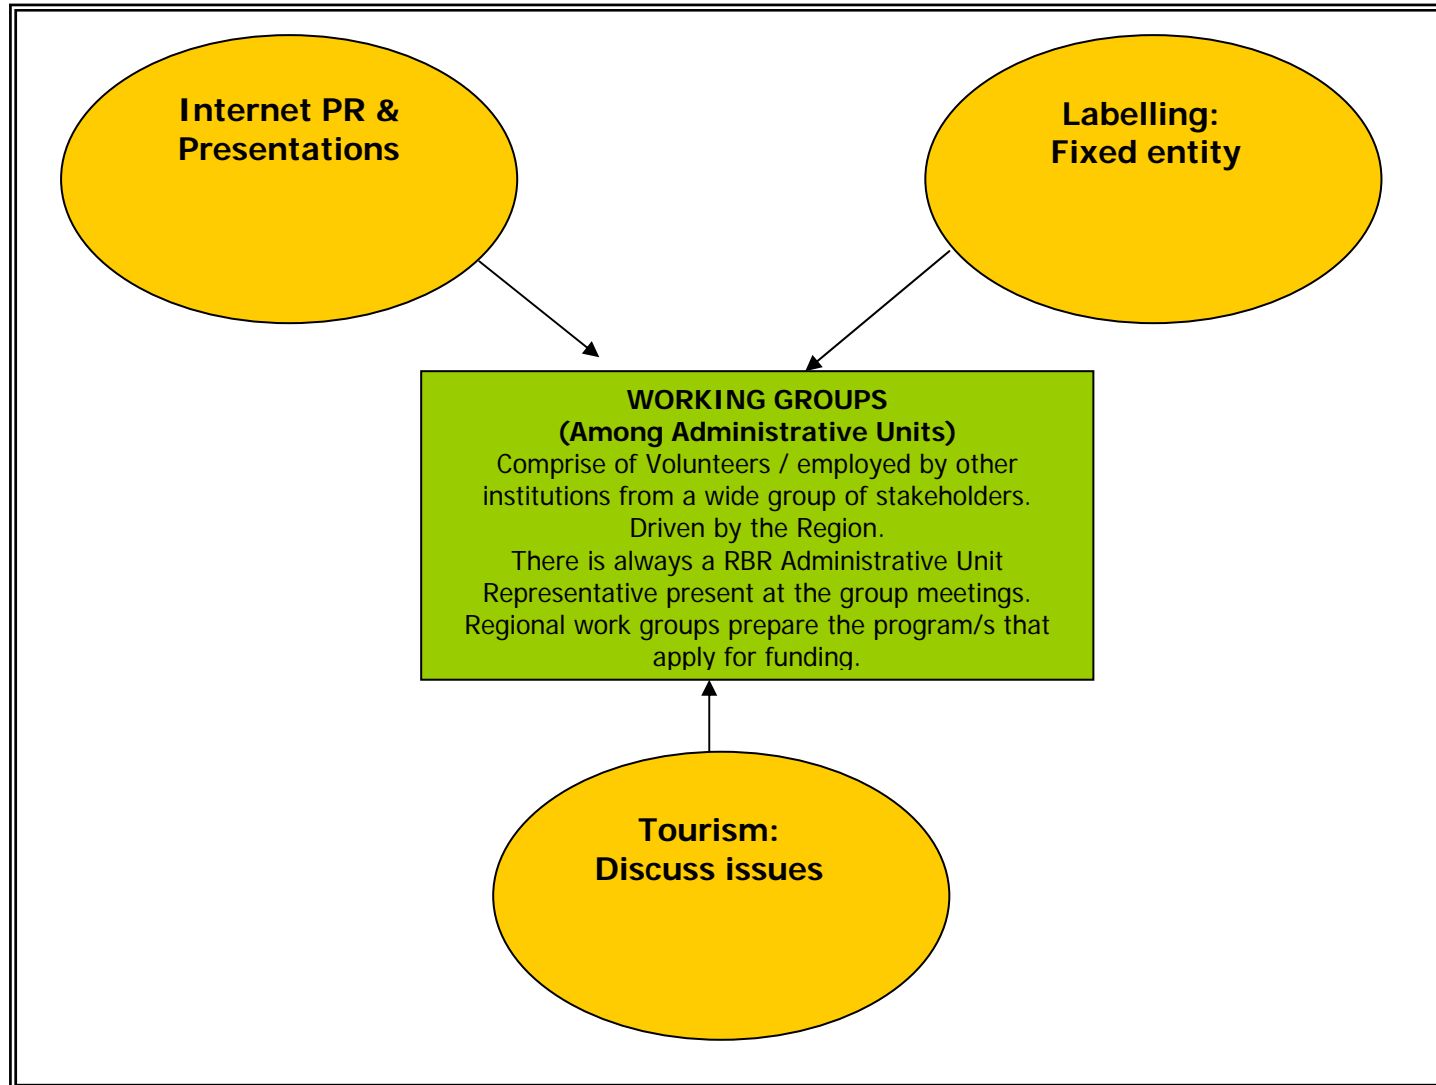 Internet PR &
Presentations
Labelling:
Fixed entity
WORKING GROUPS
(Among Administrative Units)
Comprise of Volunteers / employed by other
institutions from a wide group of stakeholders.
Driven by the Region.
There is always a RBR Administrative Unit
Representative present at the group meetings.
Regional work groups prepare the program/s that
apply for funding.
Tourism:
Discuss issues